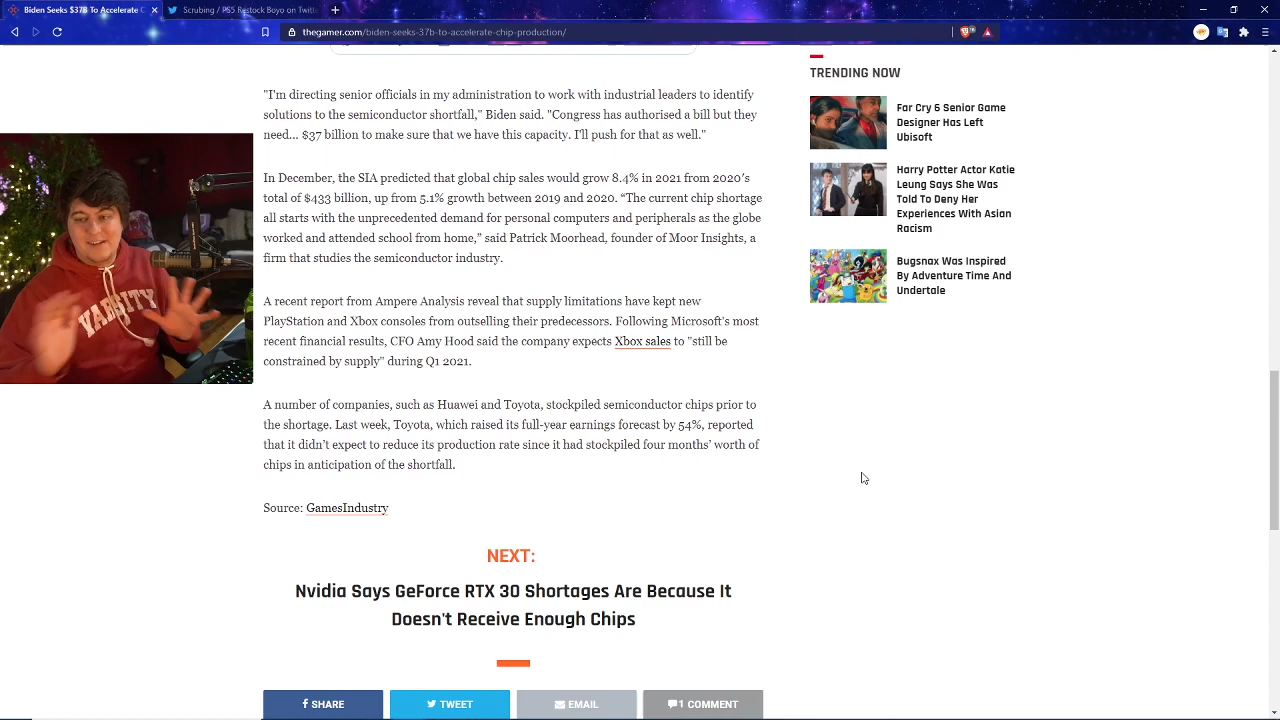 Biden Seeks $37B To Accelerate C
Scrubing / PS5 Restock Boyo on Twitt
thegamer.com/biden-seeks-37b-to-accelerate-chip-production/
"I'm directing senior officials in my administration to work with industrial leaders to identify
solutions to the semiconductor shortfall," Biden said. "Congress has authorised a bill but they
need... $37 billion to make sure that we have this capacity. I'll push for that as well."
In December, the SIA predicted that global chip sales would grow 8.4% in 2021 from 2020's
total of $433 billion, up from 5.1% growth between 2019 and 2020. “The current chip shortage
all starts with the unprecedented demand for personal computers and peripherals as the globe
worked and attended school from home,” said Patrick Moorhead, founder of Moor Insights, a
firm that studies the semiconductor industry.
A recent report from Ampere Analysis reveal that supply limitations have kept new
PlayStation and Xbox consoles from outselling their predecessors. Following Microsoft's most
recent financial results, CFO Amy Hood said the company expects Xbox sales to "still be
constrained by supply" during Q1 2021.
A number of companies, such as Huawei and Toyota, stockpiled semiconductor chips prior to
the shortage. Last week, Toyota, which raised its full-year earnings forecast by 54%, reported
that it didn’t expect to reduce its production rate since it had stockpiled four months’ worth of
chips in anticipation of the shortfall.
Source: GamesIndustry
NEXT:
Nvidia Says GeForce RTX 30 Shortages Are Because It
Doesn't Receive Enough Chips
SHARE
TWEET
EMAIL
1 COMMENT
TRENDING NOW
Far Cry 6 Senior Game
Designer Has Left
Ubisoft
Harry Potter Actor Katie
Leung Says She Was
Told To Deny Her
Experiences With Asian
Racism
Bugsnax Was Inspired
By Adventure Time And
Undertale
VARSITY